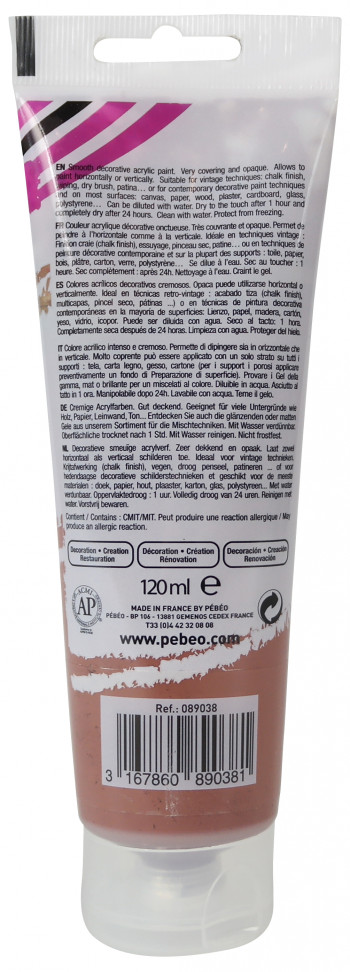 EN Smooth decorative acrylic paint. Very covering and opaque. Allows to
paint horizontally or vertically. Suitable for vintage techniques: chalk finish,
dry brush, patina... or for contemporary decorative paint techniques
and on most surfaces: canvas, paper, wood, plaster, cardboard, glass,
polystyrene... Can be diluted with water. Dry to the touch after 1 hour and
completely dry after 24 hours. Clean with water. Protect from freezing.
FR Couleur acrylique décorative onctueuse. Très couvrante et opaque. Permet de
peindre à l'horizontale comme à la verticale. Idéale en techniques vintage :
Finition craie (chalk finish), essuyage, pinceau sec, patine... ou en techniques de
peinture décorative contemporaine et sur la plupart des supports : toile, papier,
bois, plâtre, carton, verre, polystyrène... Se dilue à l'eau. Sec au toucher : 1
heure. Sec complètement : après 24h. Nettoyage à l'eau. Craint le gel.
ES Colores acrílicos decorativos cremosos. Opaca puede utilizarse horizontal o
verticalmente. Ideal en técnicas retro-vintage : acabado tiza (chalk finish),
mallicapas, pincel seco, pátinas ...) o en técnicas de pintura decorativa
contemporáneas en la mayoría de superficies: Lienzo, papel, madera, cartón,
yeso, vidrio, icopor. Puede ser diluida con agua. Seco al tacto: 1 hora.
Completamente seca después de 24 horas. Limpieza con agua. Proteger del hielo.
IT Colore acrilico intenso e cremoso. Permette di dipingere sia in orizzontale che
in verticale. Molto coprente può essere applicato con un solo strato su tutti i
supporti : tela, carta legno, gesso, cartone (per i support i porosi applicare
preventivamente un fondo di Preparazione di superficie). Provare i Gel della
gamma, mat o brillante per un miscelati al colore. Diluibile in acqua. Asciutto al
tatto in 1 ora. Manipolabile dopo 24h. Lavabile con acqua. Teme il gelo.
DE Cremige Acrylfarben. Gut deckend. Geeignet für viele Untergründe wie
Holz, Papier, Leinwand, Ton... Entdecken Sie auch die glänzenden oder matten
Gele aus unserem Sortiment für die Mischtechniken. Mit Wasser verdünnbar.
Oberflächliche trocknet nach 1 Std. Mit Wasser reinigen. Nicht frostfest.
NL Decoratieve smeuïge acrylverf. Zeer dekkend en opaak. Laat zowel
horizontaal als verticaal schilderen toe. Ideaal voor vintage technieken:
Krijtafwerking (chalk finish), vegen, droog penseel, patineren ... of voor
hedendaagse decoratieve schilderstechnieken et geschikt voor de meeste
materialen : doek, papier, hout, plaaster, karton, glas, polystyreen... Met water
verdunbaar. Oppervlaktedroog : 1 uur. Volledig droog van 24 uren. Reinigen met
water. Vorstvrij bewaren.
Contient / Contains : CMIT/MIT. Peut produire une réaction allergique / May
produce an allergic reaction.
Decoration • Creation
Restauration
Décoration • Création
Rénovation
Decoración • Creación
Renovación
120ml e
ACMI
AP
MADE IN FRANCE BY PÉBÉO
PÉBÉO - BP 106 - 13881 GEMENOS CEDEX FRANCE
T33 (0)4 42 32 08 08
www.pebeo.com
Ref.: 089038
3 167860 890381